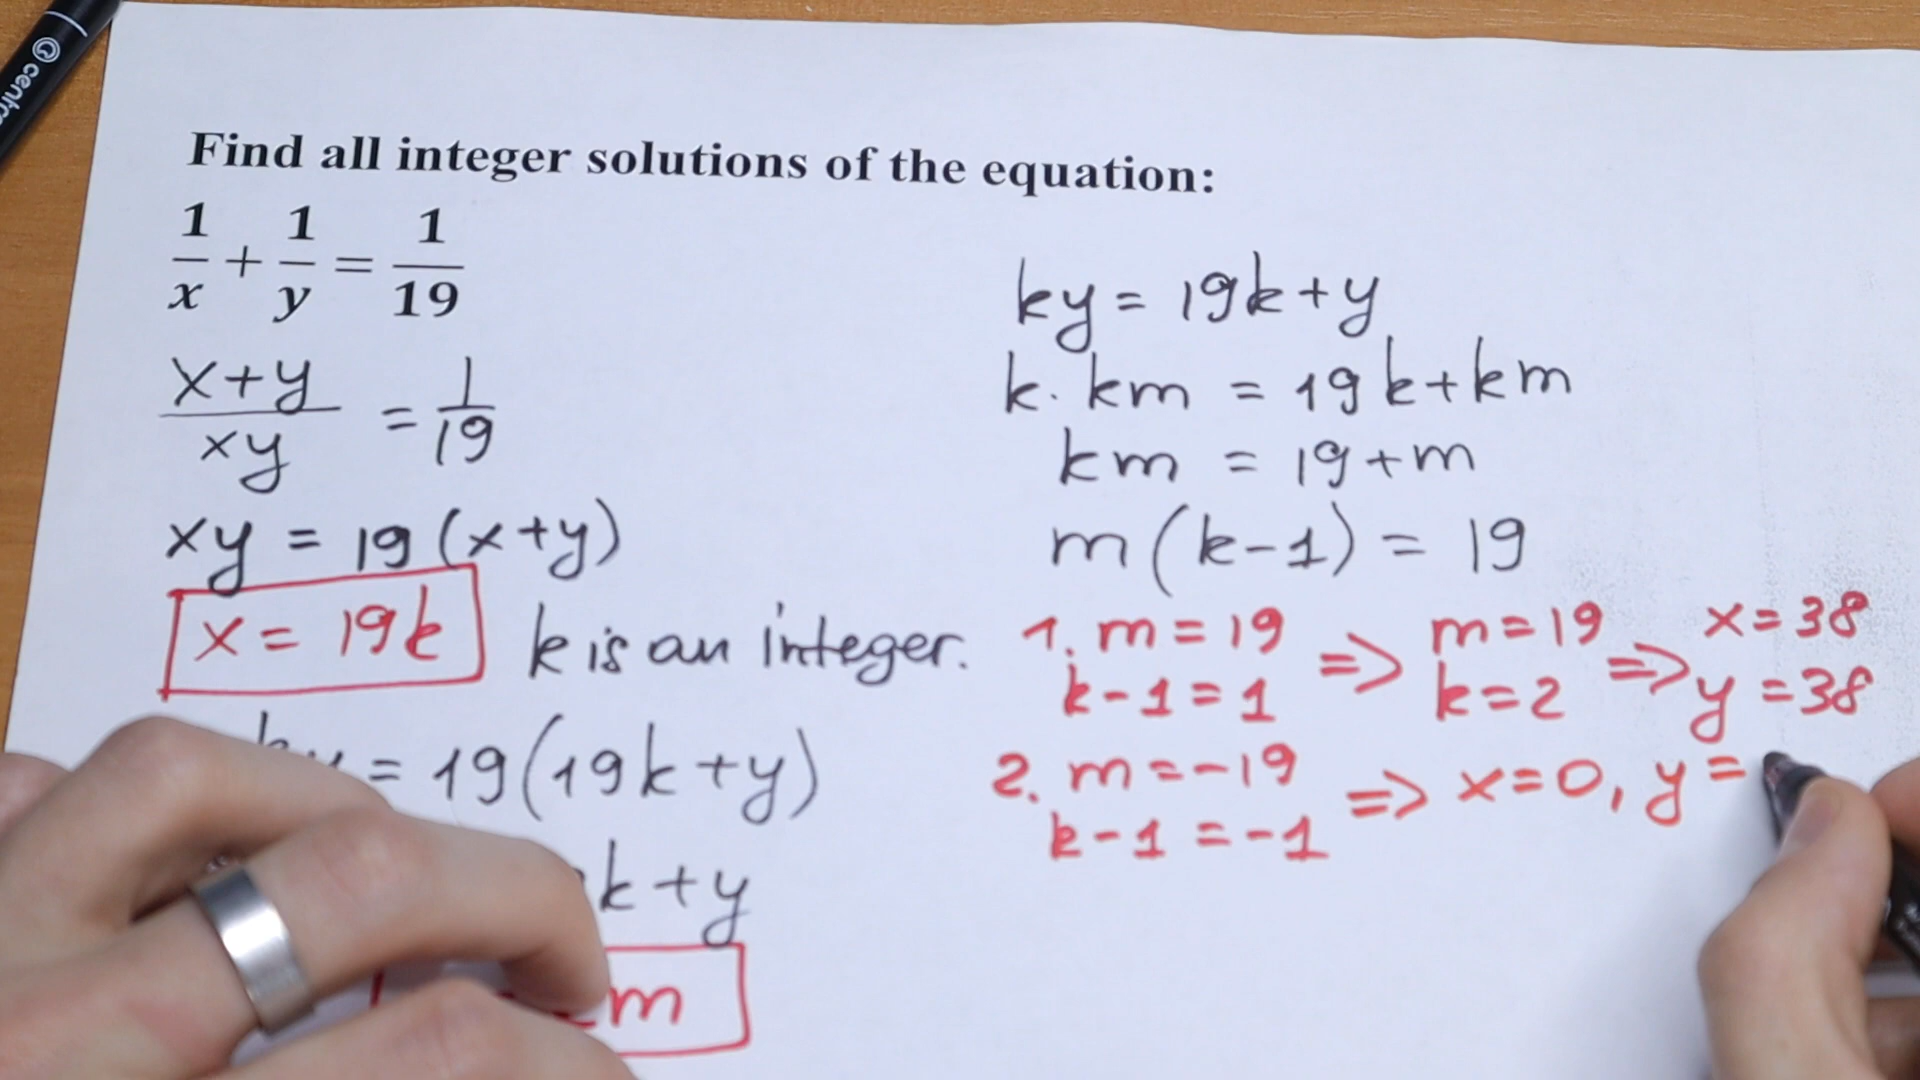 Find all integer solutions of the equation:
1/x + 1/y = 1/19
x+y/xy = 1/19
xy = 19(x+y)
x = 19k k is an integer.
= 19(19k+y)
k+y
m
ky = 19k+y
k. km = 19k+km
km = 19+m
m(k-1) = 19
1. m = 19 => m=19 => x=38
k-1 = 1 k=2 y=38
2. m = -19 => x=0, y=
k-1 = -1